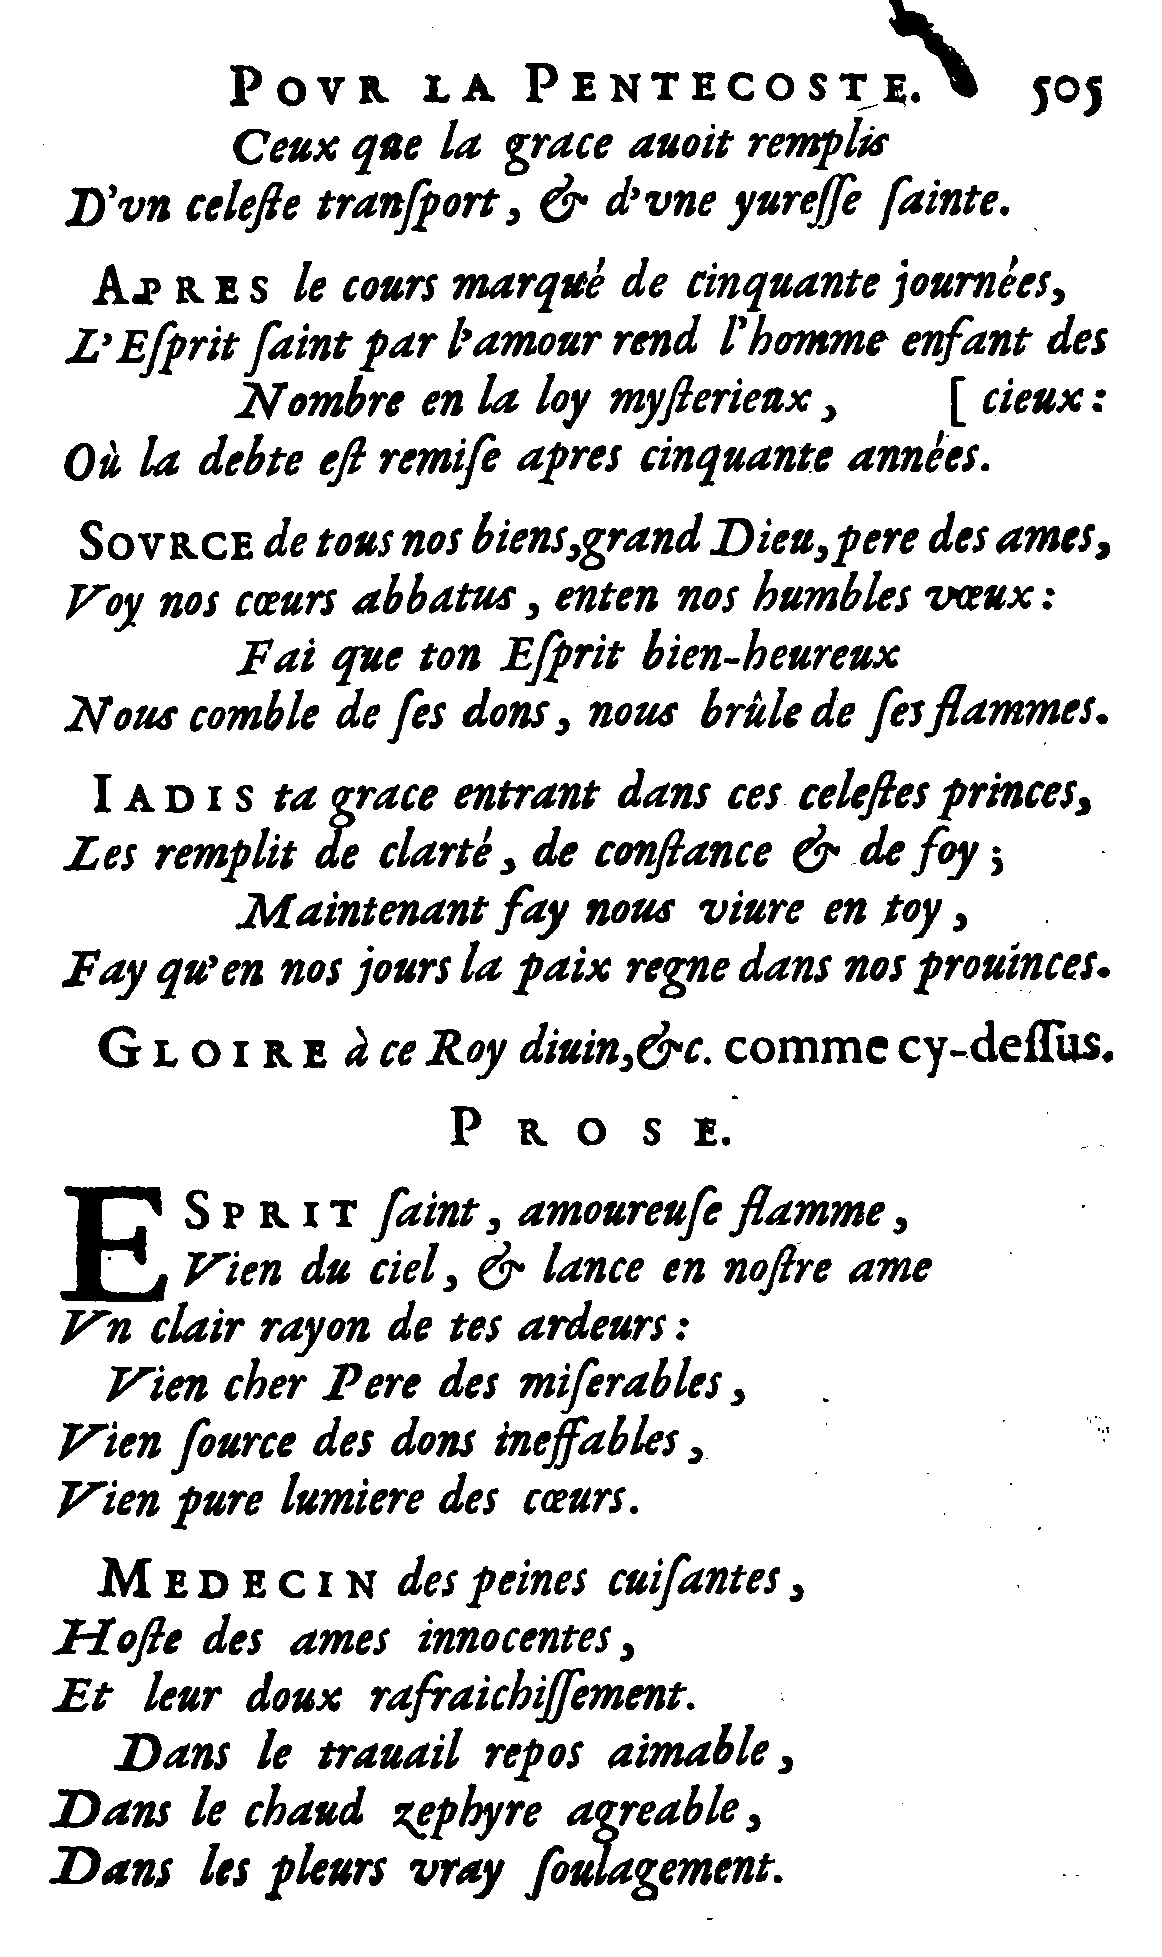 POVR LA PENTECOSTE. 505
Ceux que la grace auoit remplis
D'vn celeſte tranſport, & d'vne yureſſe ſainte.
APRES le cours marqué de cinquante journées,
L'Eſprit ſaint par l'amour rend l'homme enfant des
Nombre en la loy myſterieux, [ cieux:
Où la debte eſt remiſe apres cinquante années.
SOVRCE de tous nos biens, grand Dieu, pere des ames,
Voy nos cœurs abbatus, enten nos humbles vœux:
Fai que ton Eſprit bien-heureux
Nous comble de ſes dons, nous brûle de ſes flammes.
IADIS ta grace entrant dans ces celeſtes princes,
Les remplit de clarté, de conſtance & de foy;
Maintenant fay nous viure en toy,
Fay qu'en nos jours la paix regne dans nos prouinces.
GLOIRE à ce Roy diuin, &c. comme cy-deſſus.
PROSE.
ESPRIT ſaint, amoureuſe flamme,
Vien du ciel, & lance en noſtre ame
Vn clair rayon de tes ardeurs:
Vien cher Pere des miſerables,
Vien ſource des dons ineffables,
Vien pure lumiere des cœurs.
MEDECIN des peines cuiſantes,
Hoſte des ames innocentes,
Et leur doux rafraichiſſement.
Dans le trauail repos aimable,
Dans le chaud zephyre agreable,
Dans les pleurs vray ſoulagement.